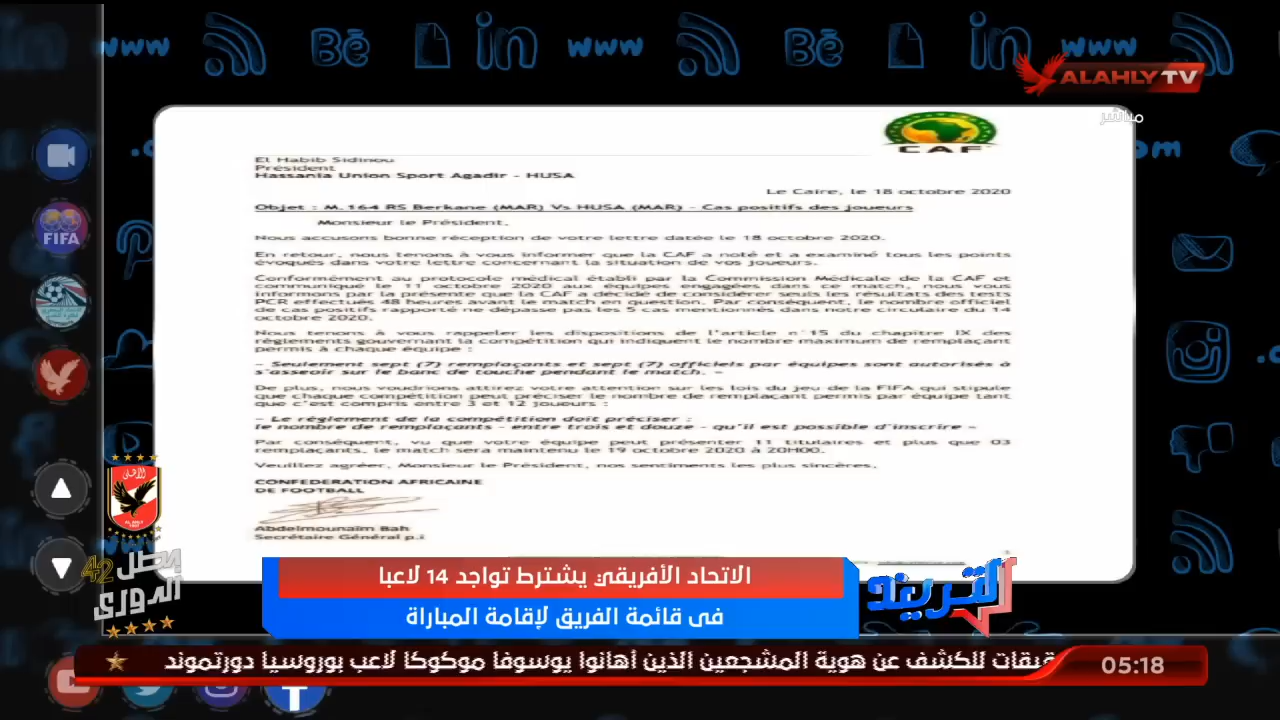 www
www
www
ALAHLY TV
مباشر
CAF
El Habib Sidinou
Président
Hassania Union Sport Agadir - HUSA
Le Caire, le 18 octobre 2020
Objet : M.164 RS Berkane (MAR) Vs HUSA (MAR) - Cas positifs des joueurs
Monsieur le Président,
Nous accusons bonne réception de votre lettre datée le 18 octobre 2020.
En retour, nous tenons à vous informer que la CAF a noté et a examiné tous les points
évoqués dans votre lettre concernant la situation de vos joueurs.
Conformément au protocole médical établi par la Commission Médicale de la CAF et
communiqué le 11 octobre 2020 aux équipes engagées dans ce match, nous vous
informons par la présente que la CAF a décidé de considérer seuls les résultats des tests
PCR effectués 48 heures avant le match en question. Par conséquent, le nombre officiel
de cas positifs rapporté ne dépasse pas les 5 cas mentionnés dans notre circulaire du 14
octobre 2020.
Nous tenons à vous rappeler les dispositions de l'article n°15 du chapitre IX des
règlements gouvernant la compétition qui indiquent le nombre maximum de remplaçant
permis à chaque équipe :
- Seulement sept (7) remplaçants et sept (7) officiels par équipes sont autorisés à
s'asseoir sur le banc de touche pendant le match. -
De plus, nous voudrions attirez votre attention sur les lois du jeu de la FIFA qui stipule
que chaque compétition peut préciser le nombre de remplaçant permis par équipe tant
que c'est compris entre 3 et 12 joueurs :
- Le règlement de la compétition doit préciser :
le nombre de remplaçants - entre trois et douze - qu'il est possible d'inscrire -
Par conséquent, vu que votre équipe peut présenter 11 titulaires et plus que 03
remplaçants, le match sera maintenu le 19 octobre 2020 à 20H00.
Veuillez agréer, Monsieur le Président, nos sentiments les plus sincères,
CONFEDERATION AFRICAINE
DE FOOTBALL
Abdelmounaïm Bah
Secrétaire Général p.i
FIFA
بطل الدورى 42
الاتحاد الأفريقي يشترط تواجد 14 لاعبا
فى قائمة الفريق لإقامة المباراة
التريند
للكشف عن هوية المشجعين الذين أهانوا يوسوفا موكوكا لاعب بوروسيا دورتموند
05:18